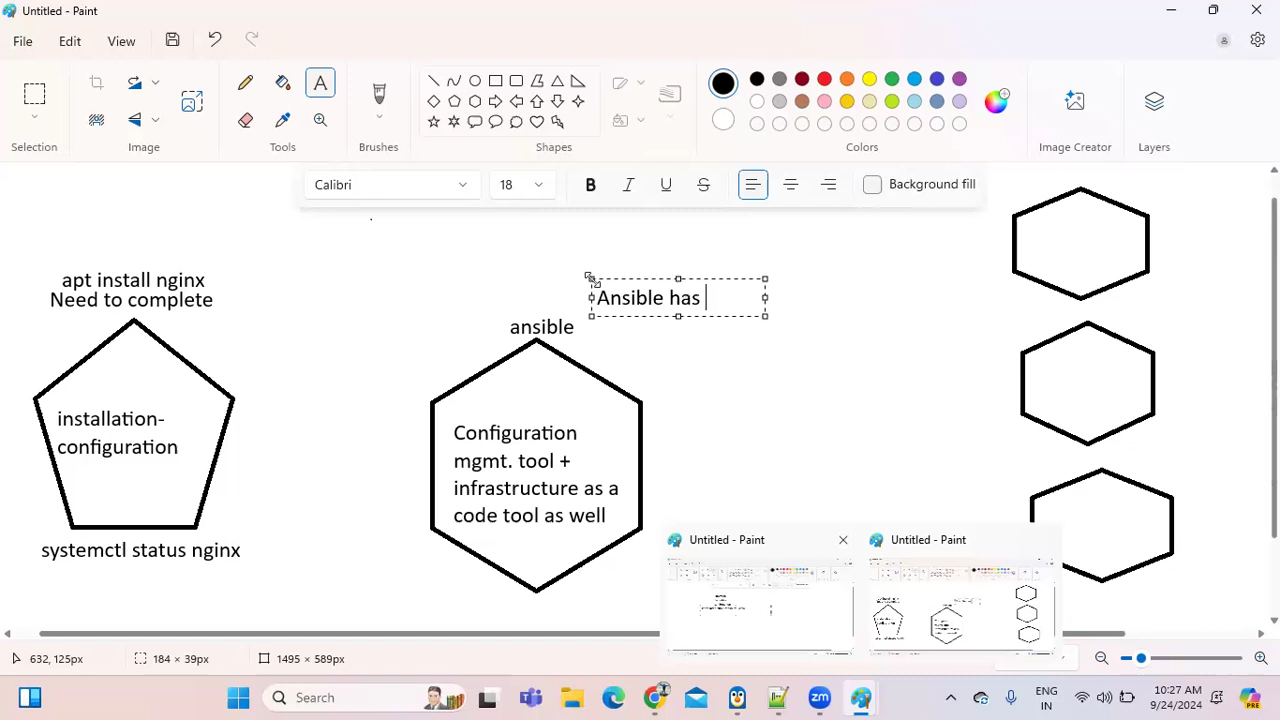 Untitled - Paint
File Edit View
Selection Image Tools Brushes Shapes Colors Image Creator Layers
Calibri 18 B I U S Background fill
apt install nginx
Need to complete
Ansible has
ansible
installation-
configuration
Configuration
mgmt. tool +
infrastructure as a
code tool as well
systemctl status nginx
Untitled - Paint
Untitled - Paint
632, 125px 184 × 39px 1495 × 588px
Search
zm
PRE
ENG
IN
10:27 AM
9/24/2024